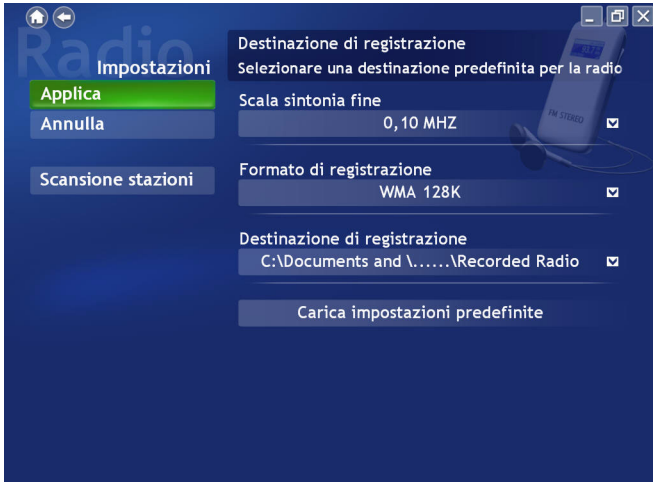 Radio
Impostazioni
Applica
Annulla
Scansione stazioni
Destinazione di registrazione
Selezionare una destinazione predefinita per la radio
Scala sintonia fine
0,10 MHZ
Formato di registrazione
WMA 128K
Destinazione di registrazione
C:\Documents and \......\Recorded Radio
Carica impostazioni predefinite
FM STEREO